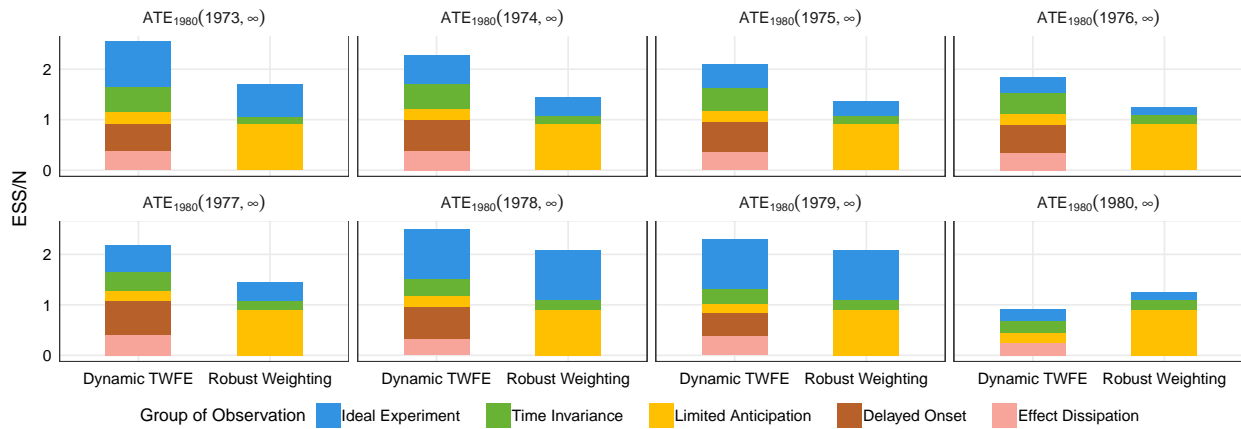 ATE₁₉₈₀(1973, ∞) ATE₁₉₈₀(1974, ∞) ATE₁₉₈₀(1975, ∞) ATE₁₉₈₀(1976, ∞)
2
1
0
ESS/N
ATE₁₉₈₀(1977, ∞) ATE₁₉₈₀(1978, ∞) ATE₁₉₈₀(1979, ∞) ATE₁₉₈₀(1980, ∞)
2
1
0
Dynamic TWFE Robust Weighting Dynamic TWFE Robust Weighting Dynamic TWFE Robust Weighting Dynamic TWFE Robust Weighting
Group of Observation Ideal Experiment Time Invariance Limited Anticipation Delayed Onset Effect Dissipation